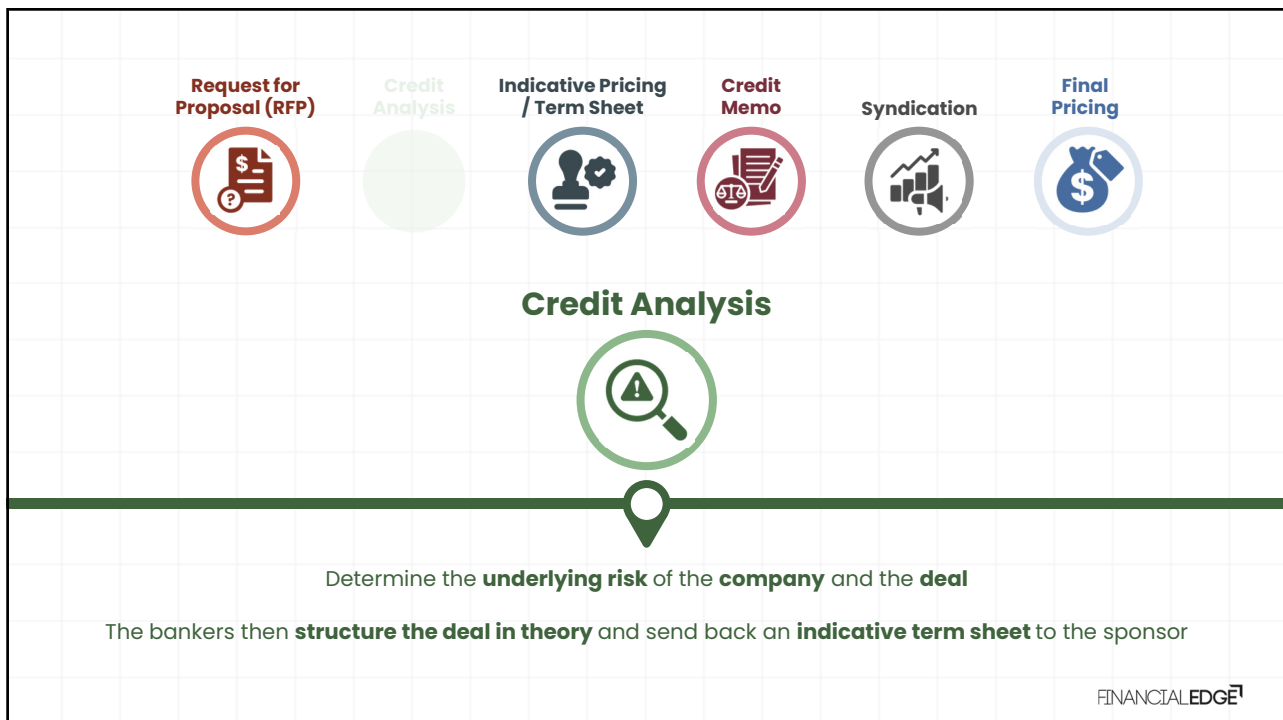 Request for
Proposal (RFP)
Credit
Analysis
Indicative Pricing
/ Term Sheet
Credit
Memo
Syndication
Final
Pricing
$
?
$
Credit Analysis
Determine the underlying risk of the company and the deal
The bankers then structure the deal in theory and send back an indicative term sheet to the sponsor
FINANCIALEDGE